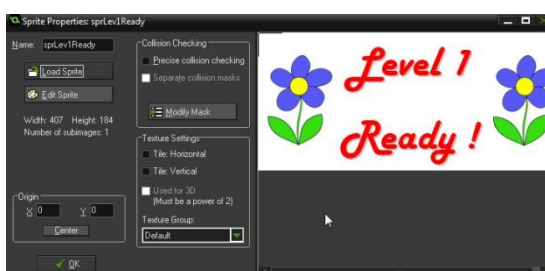 Sprite Properties: sprLev1Ready
Name: sprLev1Ready
Load Sprite
Edit Sprite
Width: 407 Height: 184
Number of subimages: 1
Origin
X 0 Y 0
Center
OK
Collision Checking
Precise collision checking
Separate collision masks
Modify Mask
Texture Settings
Tile: Horizontal
Tile: Vertical
Used for 3D
(Must be a power of 2)
Texture Group:
Default
Level 1
Ready !